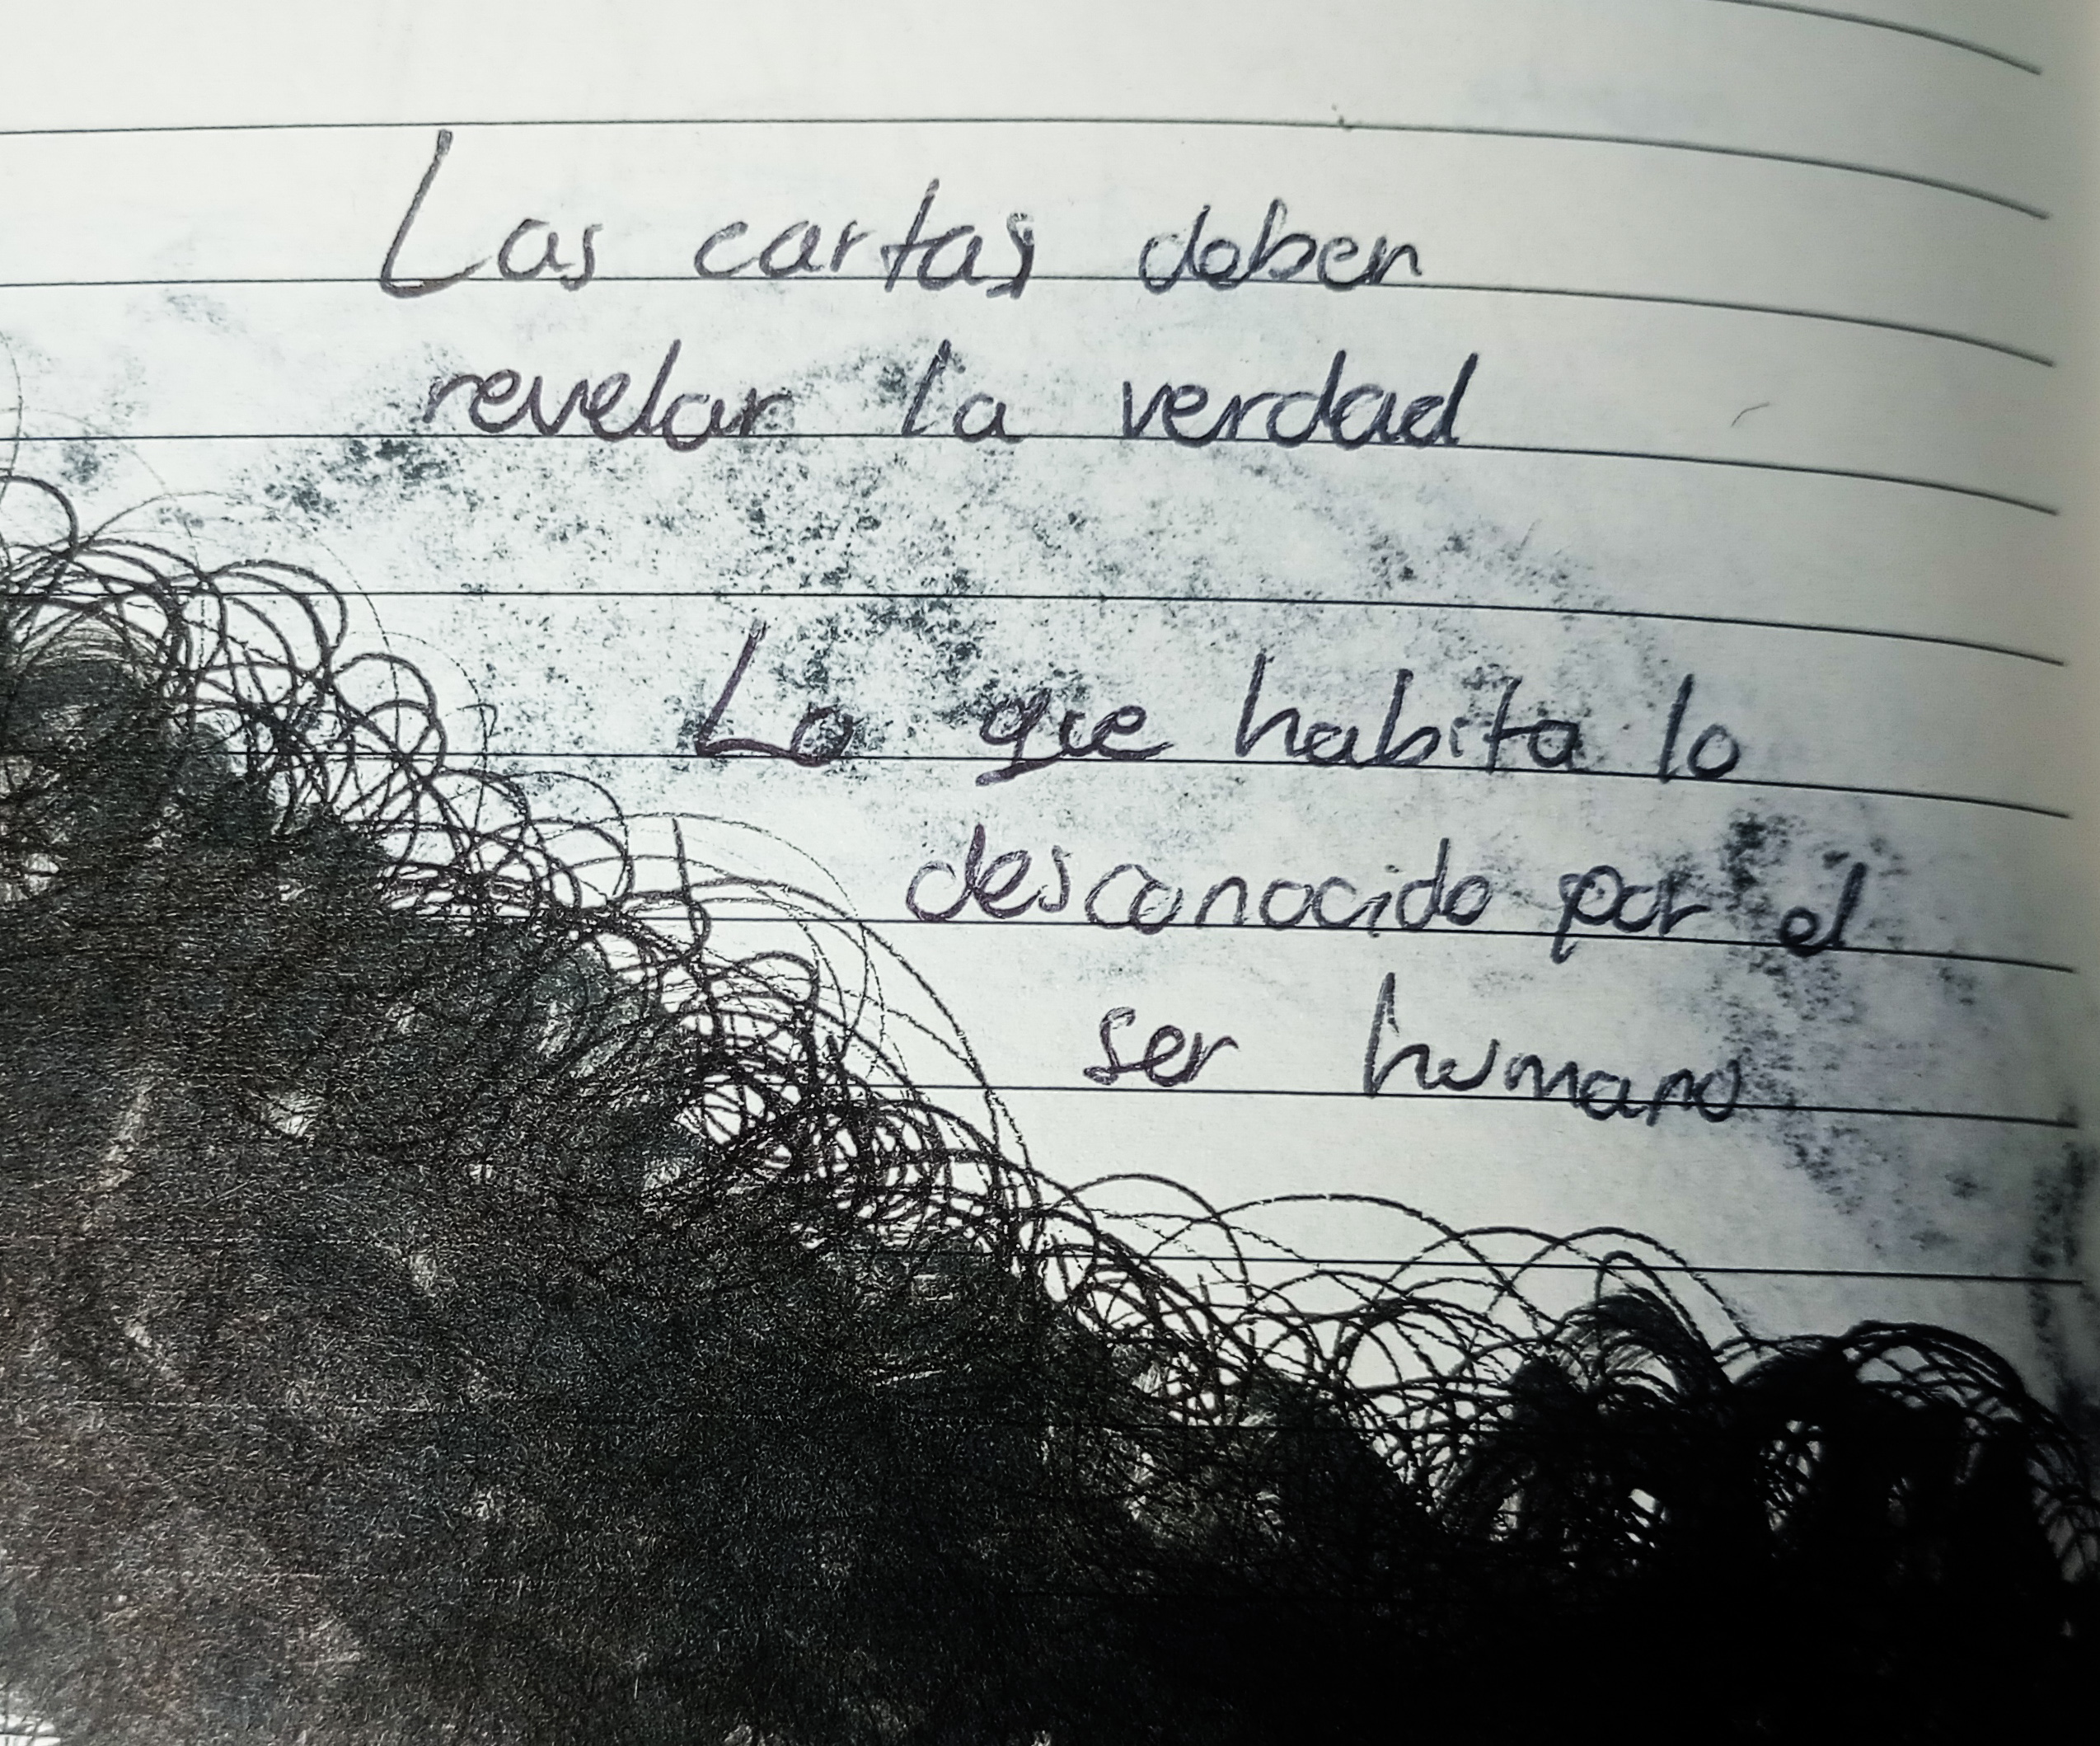 Las cartas deben
revelar la verdad
Lo que habita lo
desconocido por el
ser humano